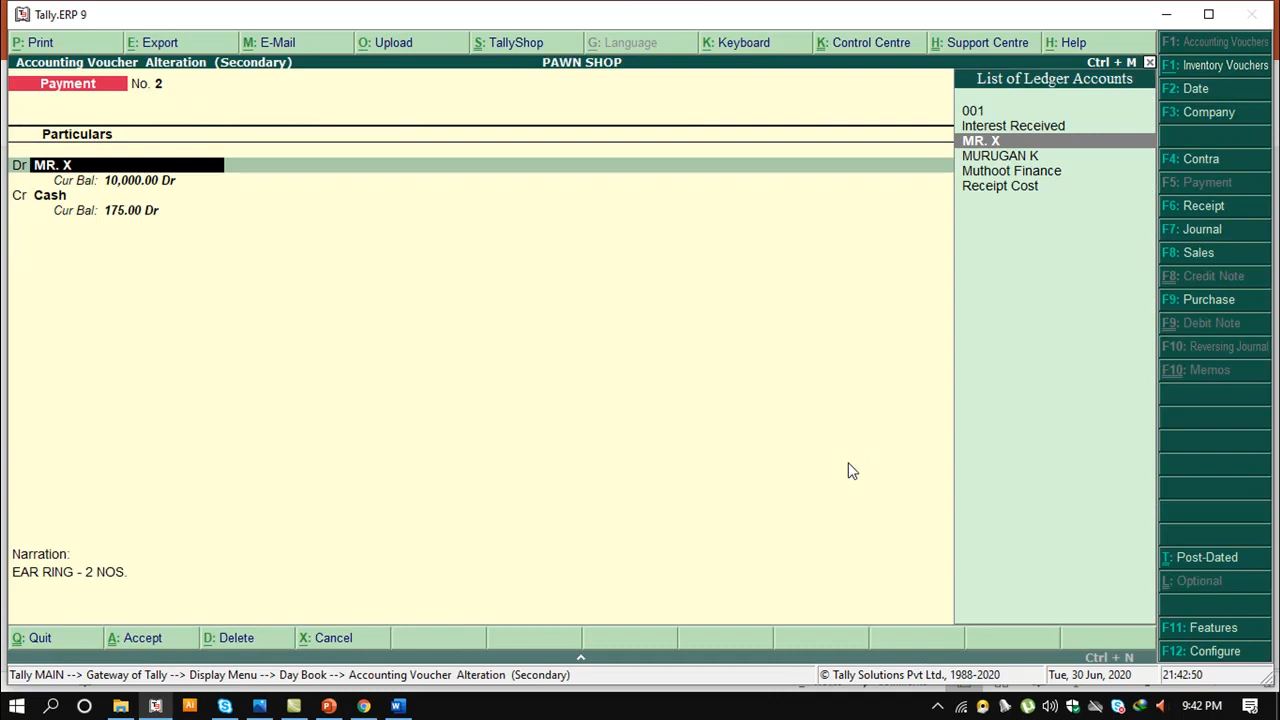 Tally.ERP 9
P: Print E: Export M: E-Mail O: Upload S: TallyShop G: Language K: Keyboard K: Control Centre H: Support Centre H: Help
Accounting Voucher Alteration (Secondary) PAWN SHOP Ctrl + M
Payment No. 2
Particulars
Dr MR. X
Cur Bal: 10,000.00 Dr
Cr Cash
Cur Bal: 175.00 Dr
Narration:
EAR RING - 2 NOS.
List of Ledger Accounts
001
Interest Received
MR. X
MURUGAN K
Muthoot Finance
Receipt Cost
F1: Accounting Vouchers
F1: Inventory Vouchers
F2: Date
F3: Company
F4: Contra
F5: Payment
F6: Receipt
F7: Journal
F8: Sales
F8: Credit Note
F9: Purchase
F9: Debit Note
F10: Reversing Journal
F10: Memos
T: Post-Dated
L: Optional
F11: Features
F12: Configure
Q: Quit A: Accept D: Delete X: Cancel
Ctrl + N
Tally MAIN --> Gateway of Tally --> Display Menu --> Day Book --> Accounting Voucher Alteration (Secondary) © Tally Solutions Pvt Ltd., 1988-2020 Tue, 30 Jun, 2020 21:42:50
9:42 PM